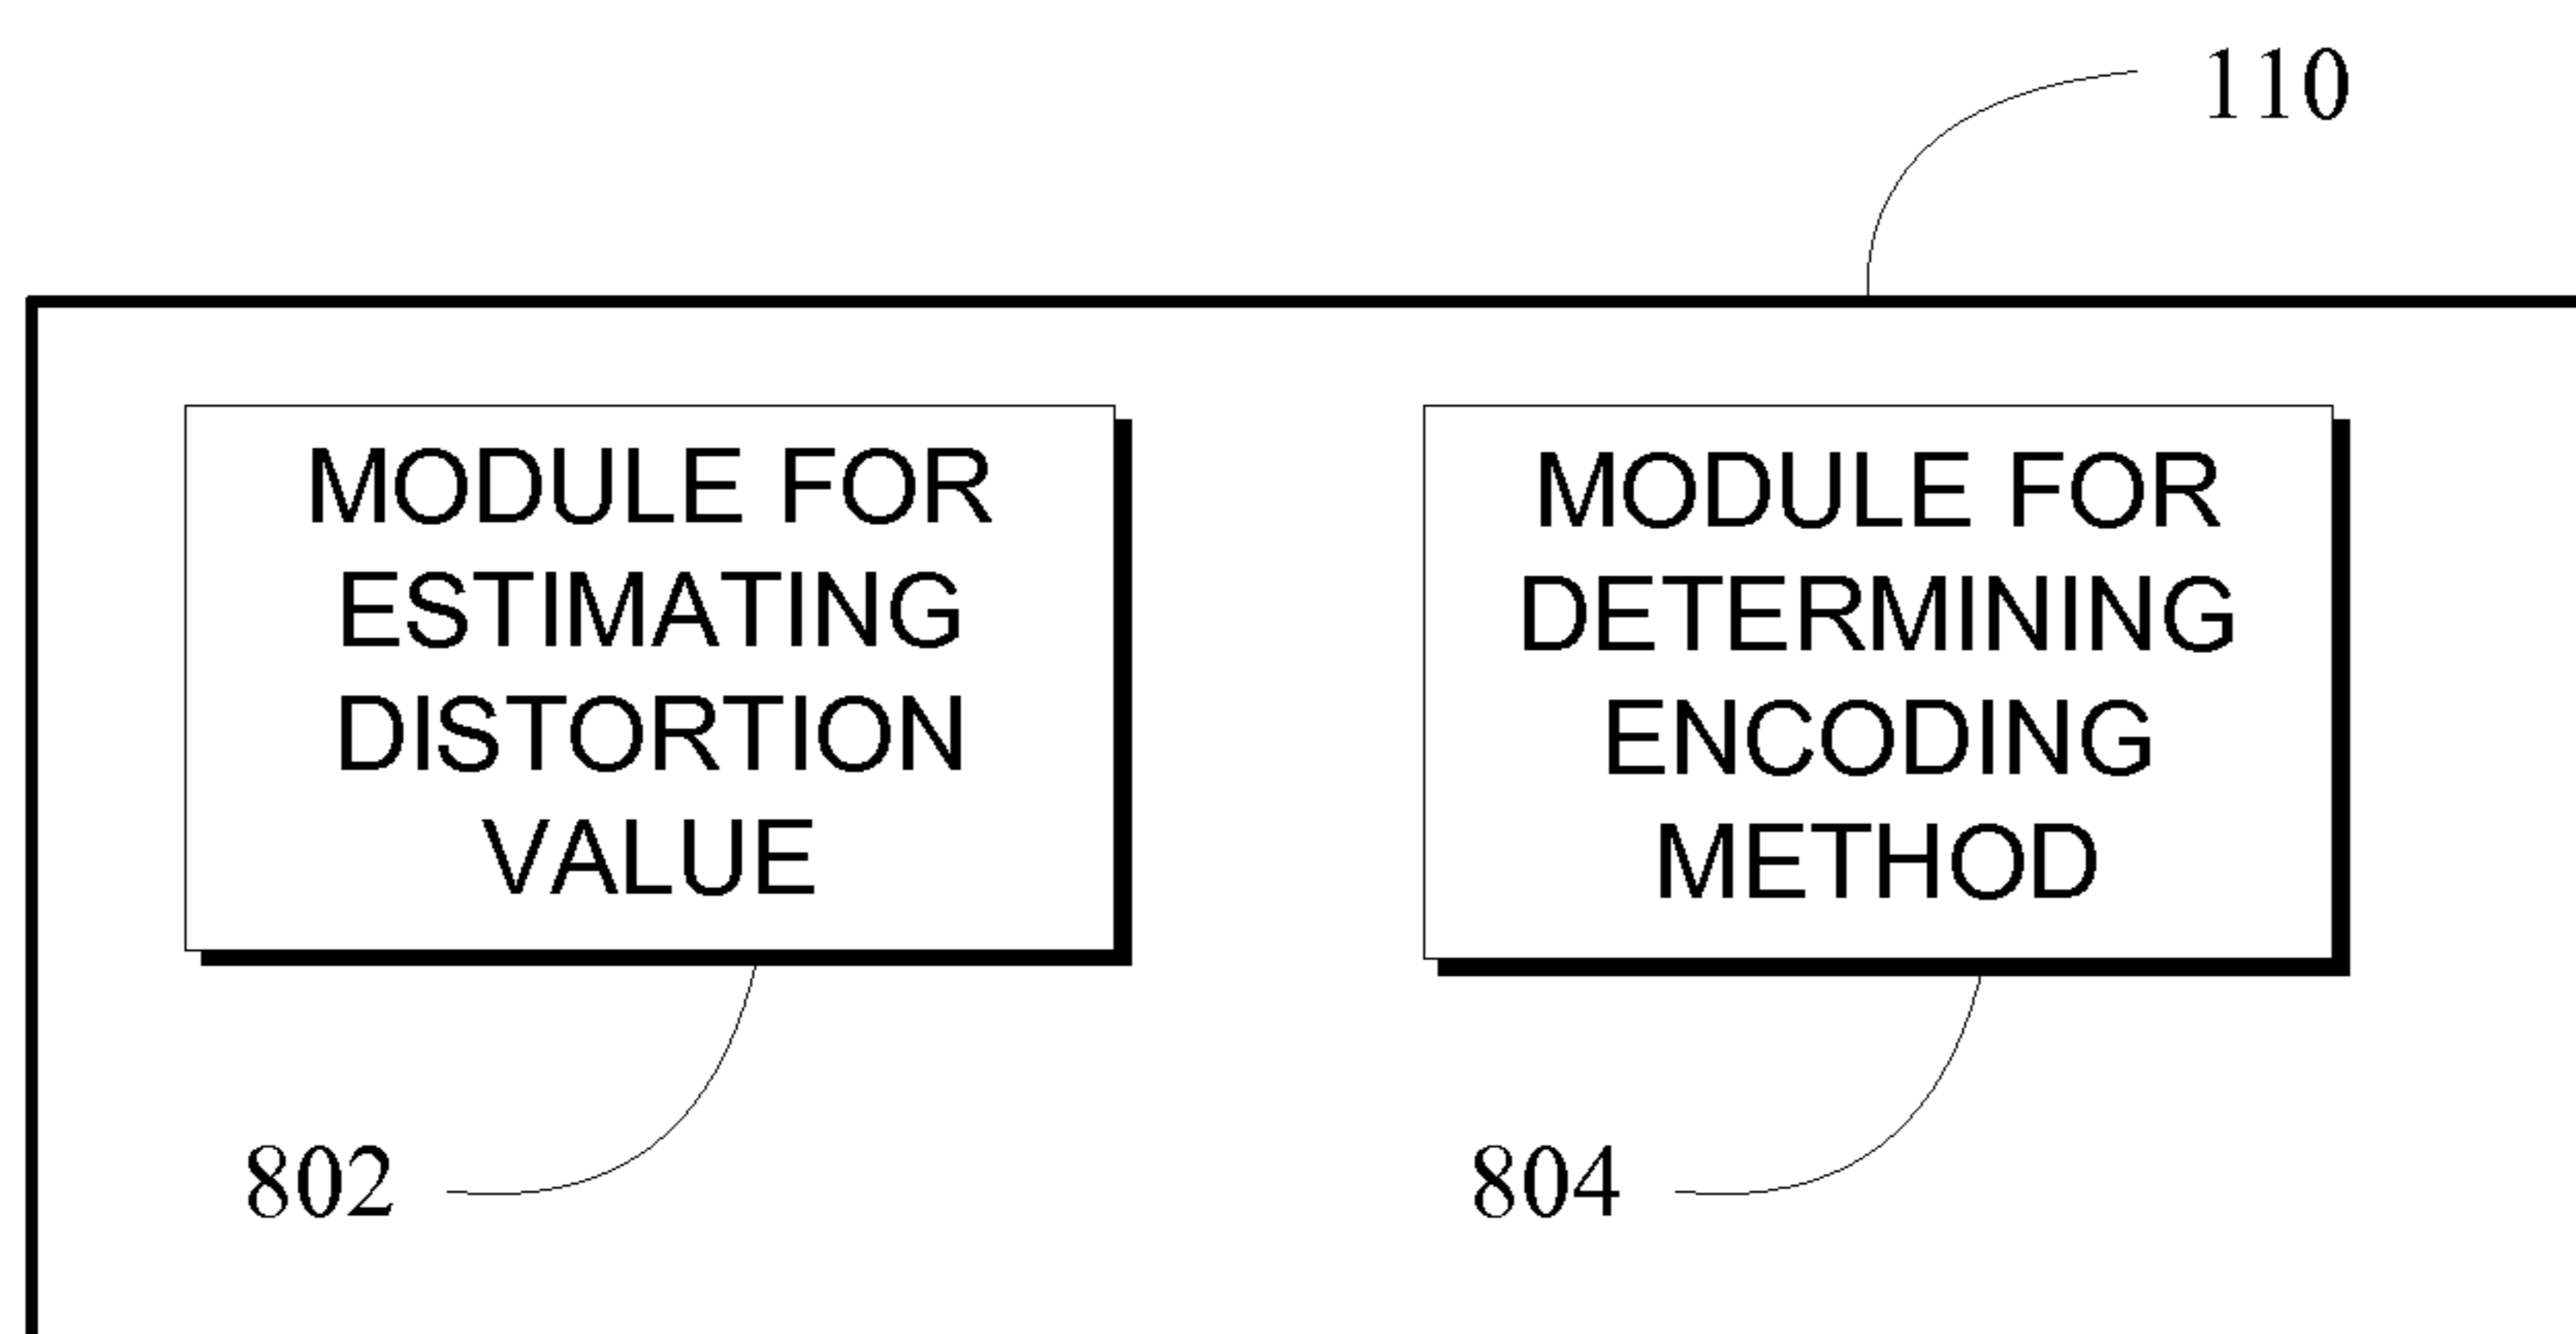 110
MODULE FOR
ESTIMATING
DISTORTION
VALUE
MODULE FOR
DETERMINING
ENCODING
METHOD
802
804